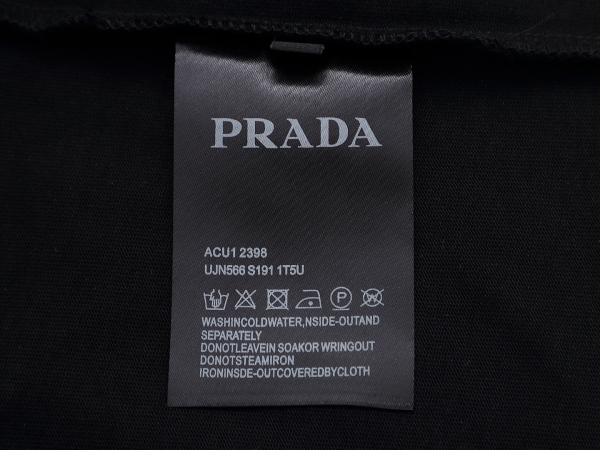 PRADA
ACU1 2398
UJN566 S191 1T5U
P
WASHINCOLDWATER,NSIDE-OUTAND
SEPARATELY
DONOTLEAVEIN SOAKOR WRINGOUT
DONOTSTEAMIRON
IRONINSDE-OUTCOVEREDBYCLOTH